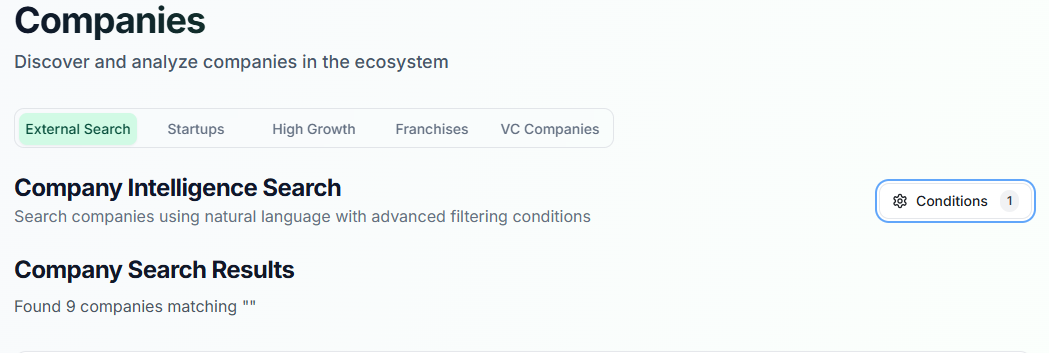 Companies
Discover and analyze companies in the ecosystem
External Search Startups High Growth Franchises VC Companies
Company Intelligence Search
Search companies using natural language with advanced filtering conditions
Conditions 1
Company Search Results
Found 9 companies matching ""